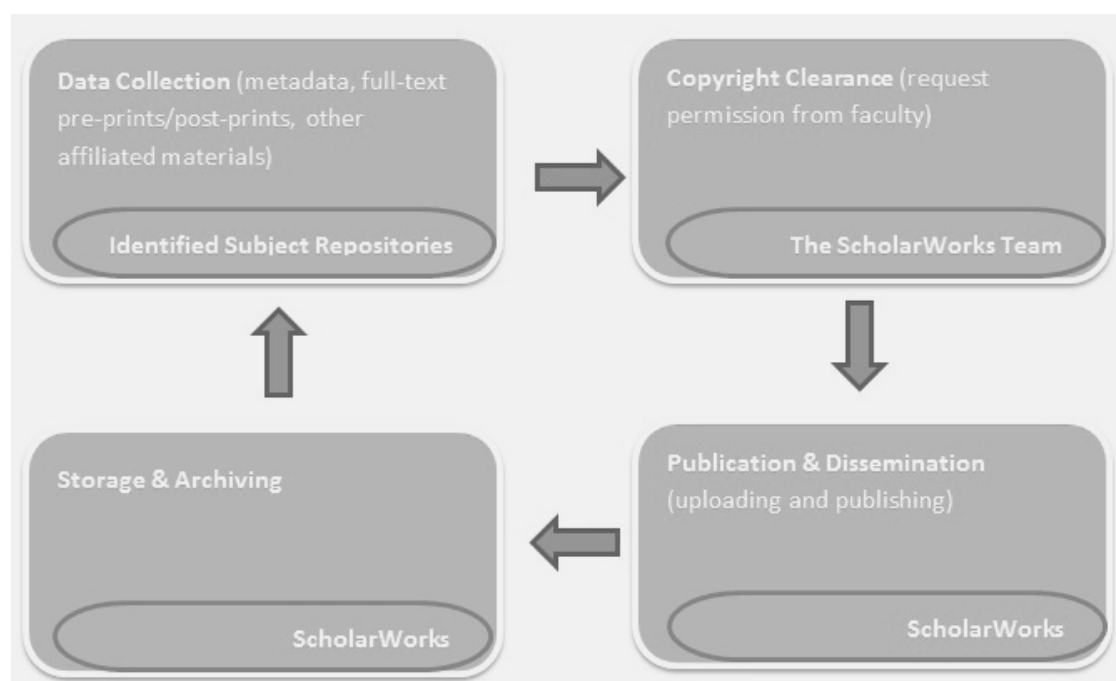 Data Collection (metadata, full-text
pre-prints/post-prints, other
affiliated materials)
Identified Subject Repositories
Copyright Clearance (request
permission from faculty)
The ScholarWorks Team
Publication & Dissemination
(uploading and publishing)
ScholarWorks
Storage & Archiving
ScholarWorks